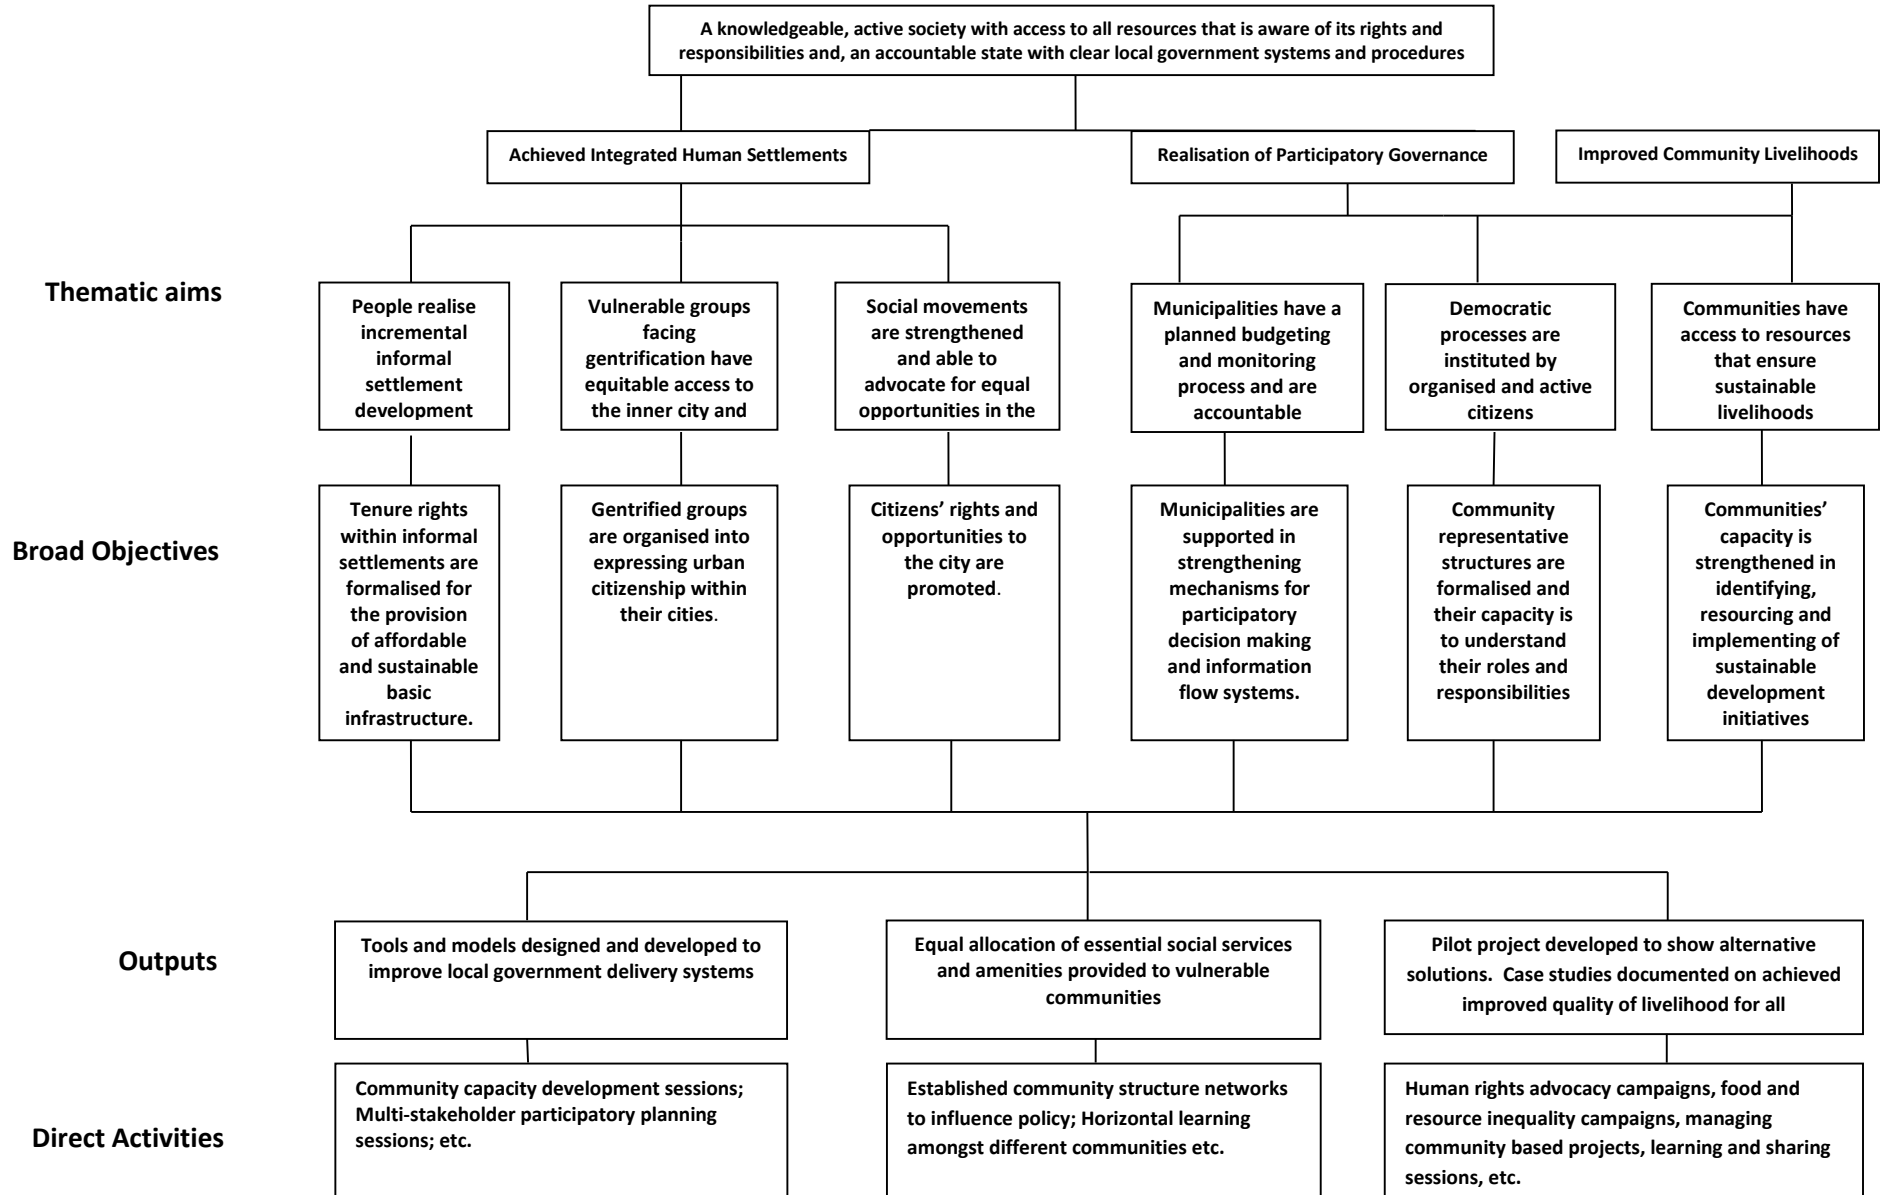 A knowledgeable, active society with access to all resources that is aware of its rights and
responsibilities and, an accountable state with clear local government systems and procedures
Achieved Integrated Human Settlements
Realisation of Participatory Governance
Improved Community Livelihoods
Thematic aims
People realise
incremental
informal
settlement
development
Vulnerable groups
facing
gentrification have
equitable access to
the inner city and
Social movements
are strengthened
and able to
advocate for equal
opportunities in the
Municipalities have a
planned budgeting
and monitoring
process and are
accountable
Democratic
processes are
instituted by
organised and active
citizens
Communities have
access to resources
that ensure
sustainable
livelihoods
Broad Objectives
Tenure rights
within informal
settlements are
formalised for
the provision
of affordable
and sustainable
basic
infrastructure.
Gentrified groups
are organised into
expressing urban
citizenship within
their cities.
Citizens’ rights and
opportunities to
the city are
promoted.
Municipalities are
supported in
strengthening
mechanisms for
participatory
decision making
and information
flow systems.
Community
representative
structures are
formalised and
their capacity is
to understand
their roles and
responsibilities
Communities’
capacity is
strengthened in
identifying,
resourcing and
implementing of
sustainable
development
initiatives
Outputs
Tools and models designed and developed to
improve local government delivery systems
Equal allocation of essential social services
and amenities provided to vulnerable
communities
Pilot project developed to show alternative
solutions.  Case studies documented on achieved
improved quality of livelihood for all
Direct Activities
Community capacity development sessions;
Multi-stakeholder participatory planning
sessions; etc.
Established community structure networks
to influence policy; Horizontal learning
amongst different communities etc.
Human rights advocacy campaigns, food and
resource inequality campaigns, managing
community based projects, learning and sharing
sessions, etc.